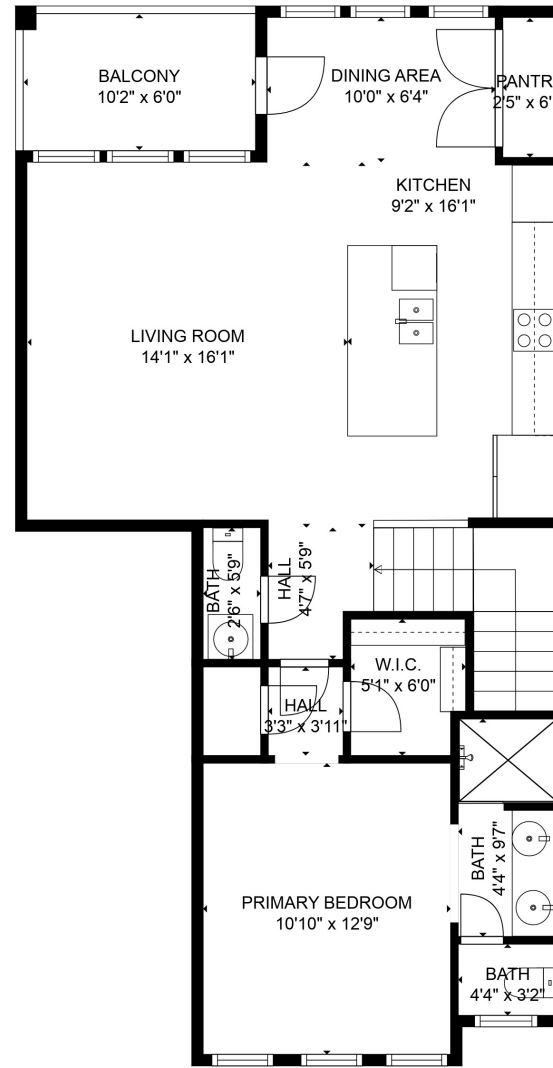 BALCONY
10'2" x 6'0"
DINING AREA
10'0" x 6'4"
PANTR
2'5" x 6'
KITCHEN
9'2" x 16'1"
LIVING ROOM
14'1" x 16'1"
BATH
2'6" x 5'9"
HALL
4'7" x 5'9"
W.I.C.
5'1" x 6'0"
HALL
3'3" x 3'11"
BATH
4'4" x 9'7"
PRIMARY BEDROOM
10'10" x 12'9"
BATH
4'4" x 3'2"